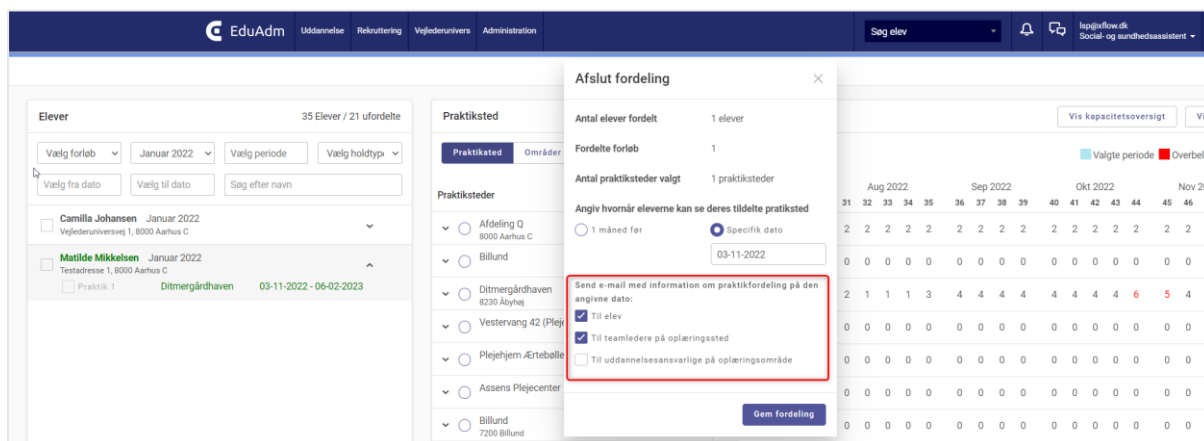 EduAdm Uddannelse Rekruttering Vejlederunivers Administration Søg elev lsp@xflow.dk
Social- og sundhedsassistent
Elever 35 Elever / 21 ufordelte
Vælg forløb Januar 2022 Vælg periode Vælg holdtype
Vælg fra dato Vælg til dato Søg efter navn
Camilla Johansen Januar 2022
Vejlederuniversvej 1, 8000 Aarhus C
Matilde Mikkelsen Januar 2022
Testadresse 1, 8000 Aarhus C
Praktik 1 Ditmergårdhaven 03-11-2022 - 06-02-2023
Praktiksted
Praktiksted Områder
Praktiksteder
Afdeling Q
8000 Aarhus C
Billund
Ditmergårdhaven
8230 Åbyhøj
Vestervang 42 (Pleje
Plejehjem Ærtebølle
Assens Plejecenter
Billund
7200 Billund
Afslut fordeling
Antal elever fordelt 1 elever
Fordelte forløb 1
Antal praktiksteder valgt 1 praktiksteder
Angiv hvornår eleverne kan se deres tildelte pratiksted
1 måned før Specifik dato
03-11-2022
Send e-mail med information om praktikfordeling på den
angivne dato:
Til elev
Til teamledere på oplæringssted
Til uddannelsesansvarlige på oplæringsområde
Gem fordeling
Vis kapacitetsoversigt Vi
Valgte periode Overbel
Aug 2022 Sep 2022 Okt 2022 Nov 2
31 32 33 34 35 36 37 38 39 40 41 42 43 44 45 46
2 2 2 2 2 2 2 2 2 2 2 2 2 2 2 2
0 0 0 0 0 0 0 0 0 0 0 0 0 0 0 0
2 1 1 1 3 4 4 4 4 4 4 4 4 6 5 4
0 0 0 0 0 0 0 0 0 0 0 0 0 0 0 0
0 0 0 0 0 0 0 0 0 0 0 0 0 0 0 0
0 0 0 0 0 0 0 0 0 0 0 0 0 0 0 0
0 0 0 0 0 0 0 0 0 0 0 0 0 0 0 0